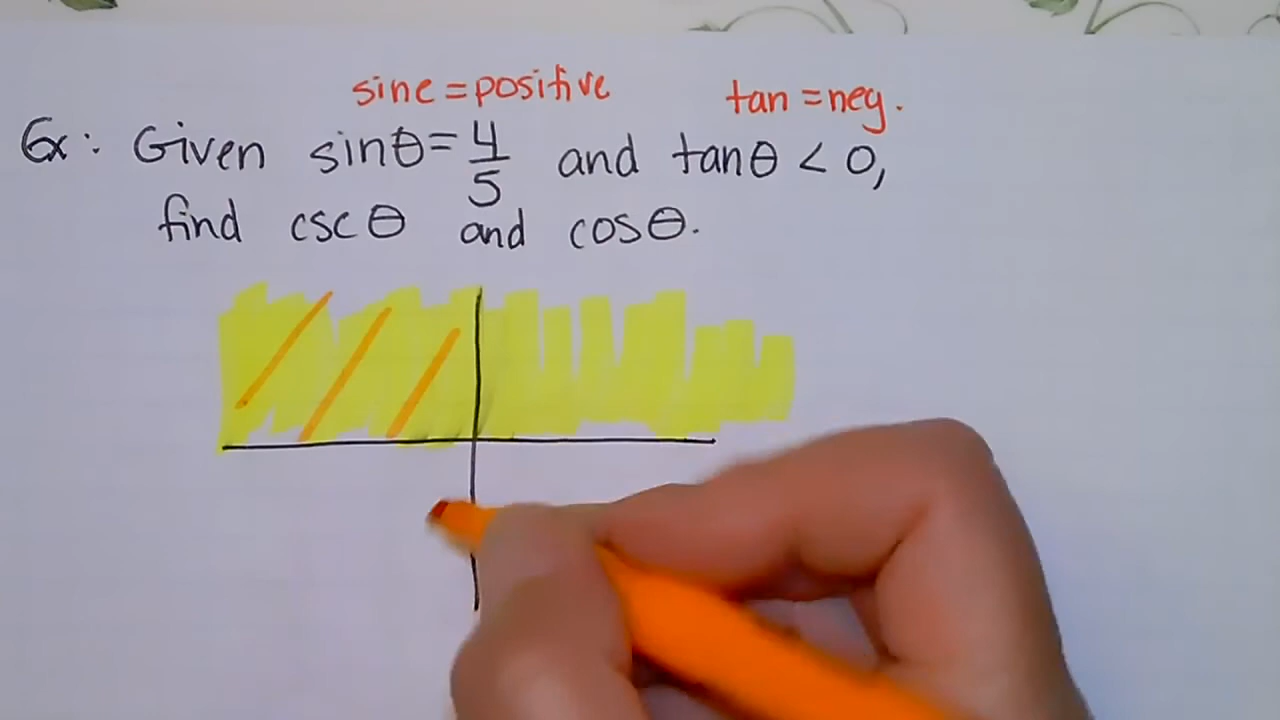 sine = positive tan = neg.
Ex: Given sinθ = 4/5 and tanθ < 0,
find cscθ and cosθ.